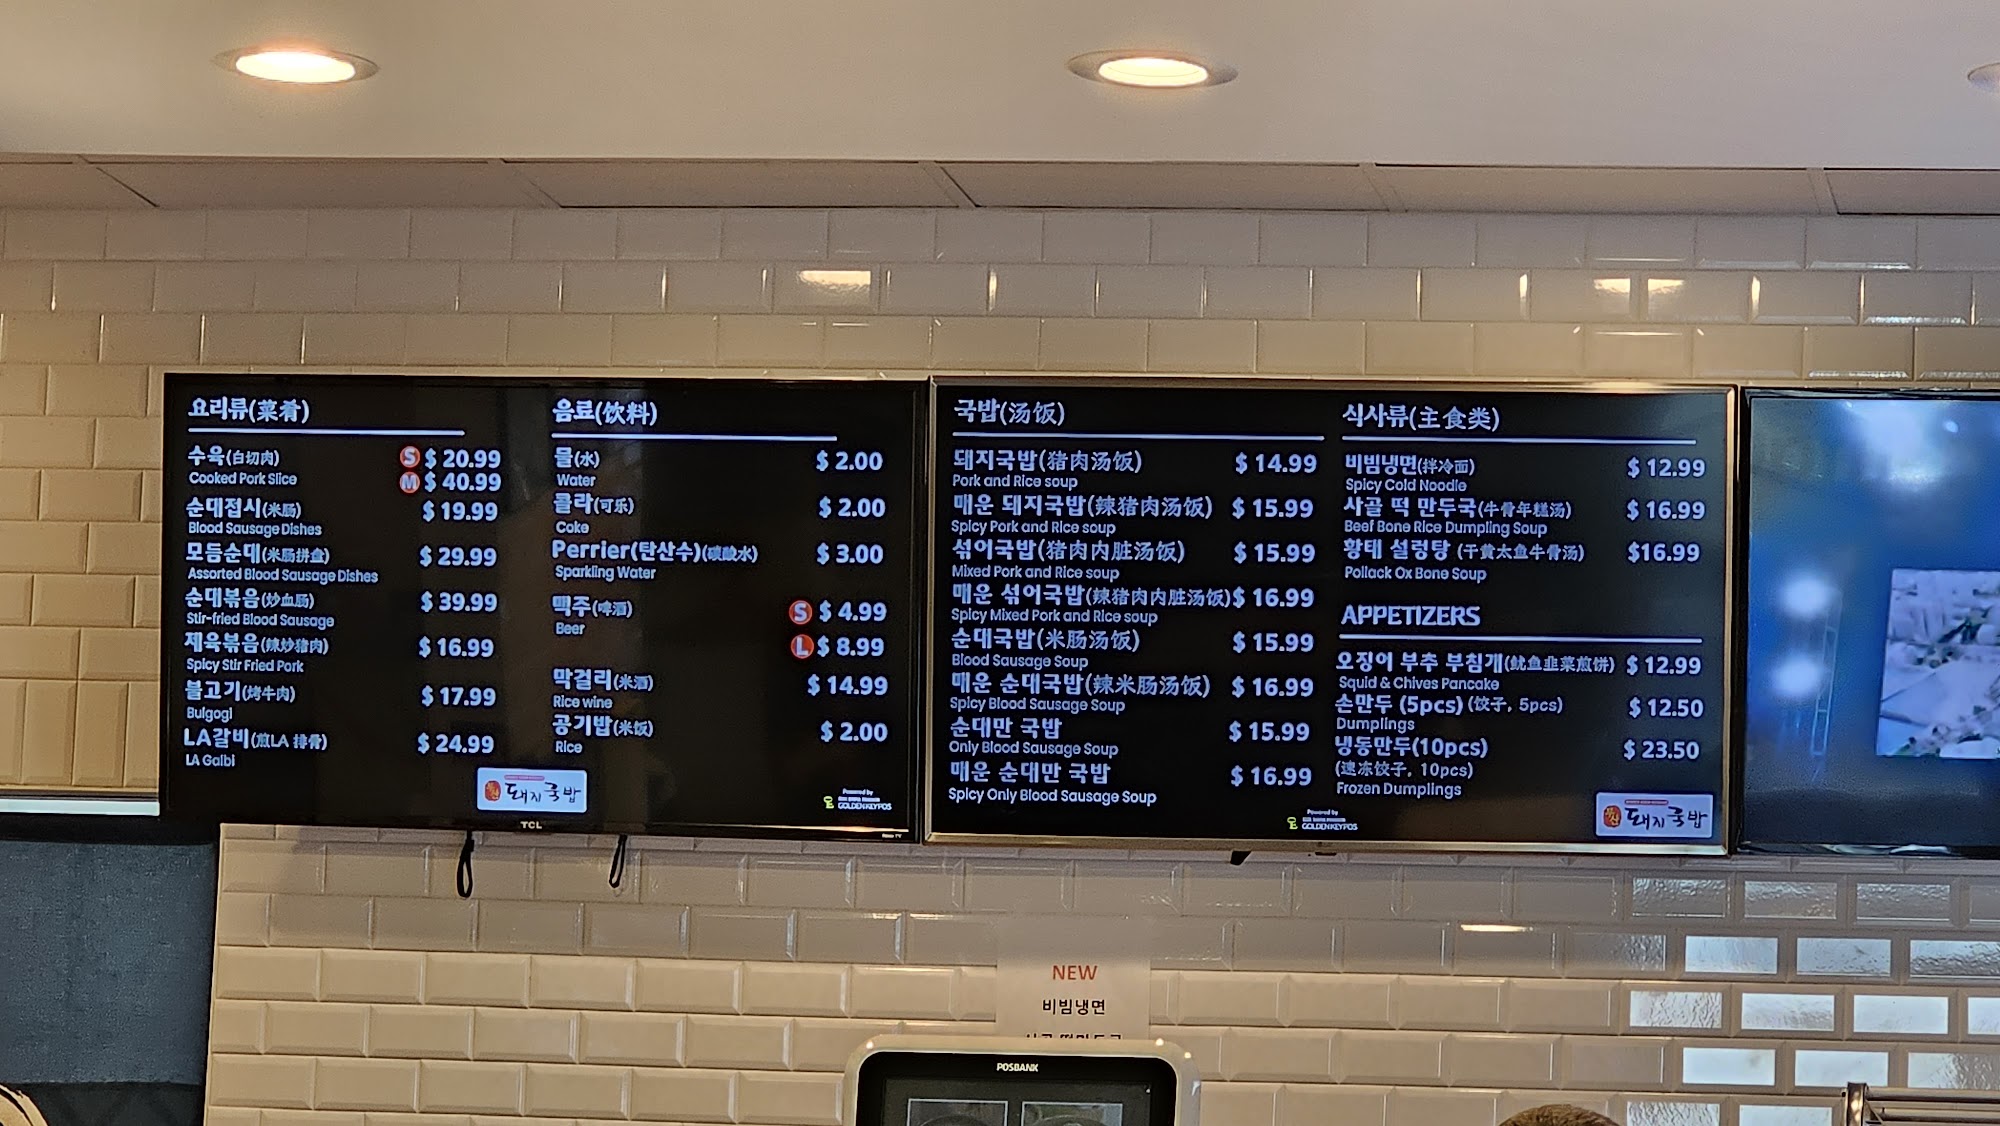 요리류(菜肴)
수육(白切肉) S $ 20.99
Cooked Pork Slice M $ 40.99
순대접시(米肠) $ 19.99
Blood Sausage Dishes
모듬순대(米肠拼盘) $ 29.99
Assorted Blood Sausage Dishes
순대볶음(炒血肠) $ 39.99
Stir-fried Blood Sausage
제육볶음(辣炒猪肉) $ 16.99
Spicy Stir Fried Pork
불고기(烤牛肉) $ 17.99
Bulgogi
LA갈비(煎LA 排骨) $ 24.99
LA Galbi
돼지국밥
TCL
음료(饮料)
물(水) $ 2.00
Water
콜라(可乐) $ 2.00
Coke
Perrier(탄산수)(碳酸水) $ 3.00
Sparkling Water
맥주(啤酒) S $ 4.99
Beer
L $ 8.99
막걸리(米酒) $ 14.99
Rice wine
공기밥(米饭) $ 2.00
Rice
Powered by
GOLDENKEYPOS
국밥(汤饭)
돼지국밥(猪肉汤饭) $ 14.99
Pork and Rice soup
매운 돼지국밥(辣猪肉汤饭) $ 15.99
Spicy Pork and Rice soup
섞어국밥(猪肉内脏汤饭) $ 15.99
Mixed Pork and Rice soup
매운 섞어국밥(辣猪肉内脏汤饭) $ 16.99
Spicy Mixed Pork and Rice soup
순대국밥(米肠汤饭) $ 15.99
Blood Sausage Soup
매운 순대국밥(辣米肠汤饭) $ 16.99
Spicy Blood Sausage Soup
순대만 국밥 $ 15.99
Only Blood Sausage Soup
매운 순대만 국밥 $ 16.99
Spicy Only Blood Sausage Soup
Powered by
GOLDENKEYPOS
식사류(主食类)
비빔냉면(拌冷面) $ 12.99
Spicy Cold Noodle
사골 떡 만두국(牛骨年糕汤) $ 16.99
Beef Bone Rice Dumpling Soup
황태 설렁탕 (干黄太鱼牛骨汤) $16.99
Pollack Ox Bone Soup
APPETIZERS
오징어 부추 부침개(鱿鱼韭菜煎饼) $ 12.99
Squid & Chives Pancake
손만두 (5pcs) (饺子, 5pcs) $ 12.50
Dumplings
냉동만두(10pcs) $ 23.50
(速冻饺子, 10pcs)
Frozen Dumplings
돼지국밥
NEW
비빔냉면
POSBANK